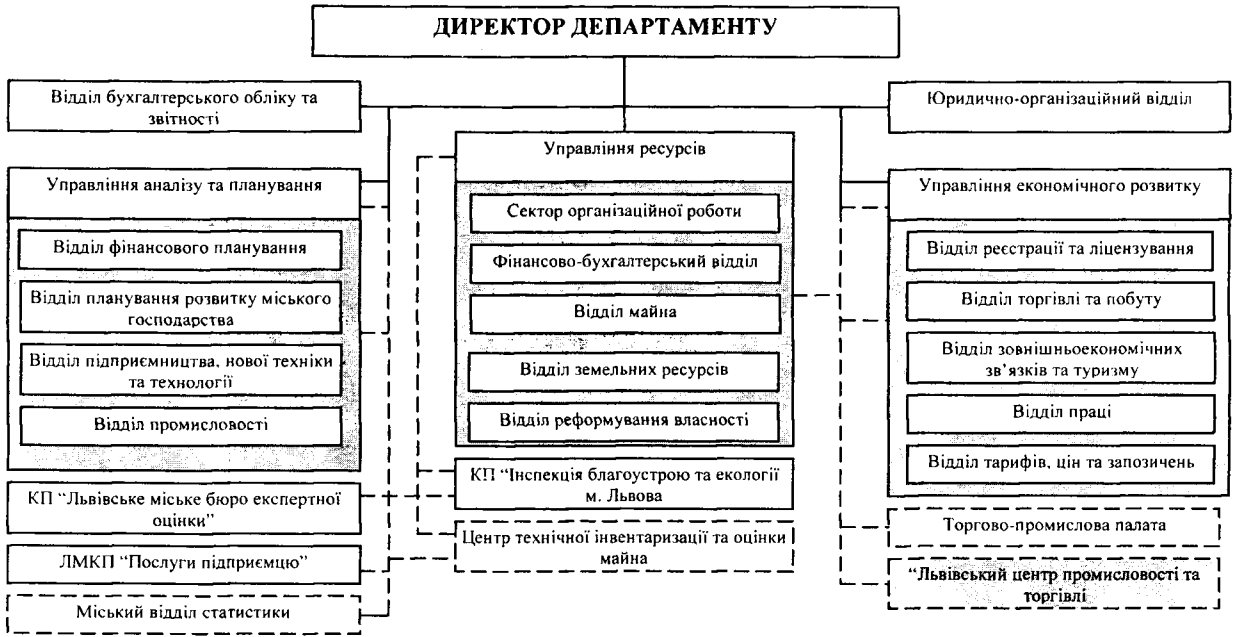 ДИРЕКТОР ДЕПАРТАМЕНТУ
Відділ бухгалтерського обліку та
звітності
Юридично-організаційний відділ
Управління аналізу та планування
Відділ фінансового планування
Відділ планування розвитку міського
господарства
Відділ підприємництва, нової техніки
та технології
Відділ промисловості
КП “Львівське міське бюро експертної
оцінки”
ЛМКП “Послуги підприємцю”
Міський відділ статистики
Управління ресурсів
Сектор організаційної роботи
Фінансово-бухгалтерський відділ
Відділ майна
Відділ земельних ресурсів
Відділ реформування власності
КП “Інспекція благоустрою та екології
м. Львова
Центр технічної інвентаризації та оцінки
майна
Управління економічного розвитку
Відділ реєстрації та ліцензування
Відділ торгівлі та побуту
Відділ зовнішньоекономічних
зв’язків та туризму
Відділ праці
Відділ тарифів, цін та запозичень
Торгово-промислова палата
“Львівський центр промисловості та
торгівлі